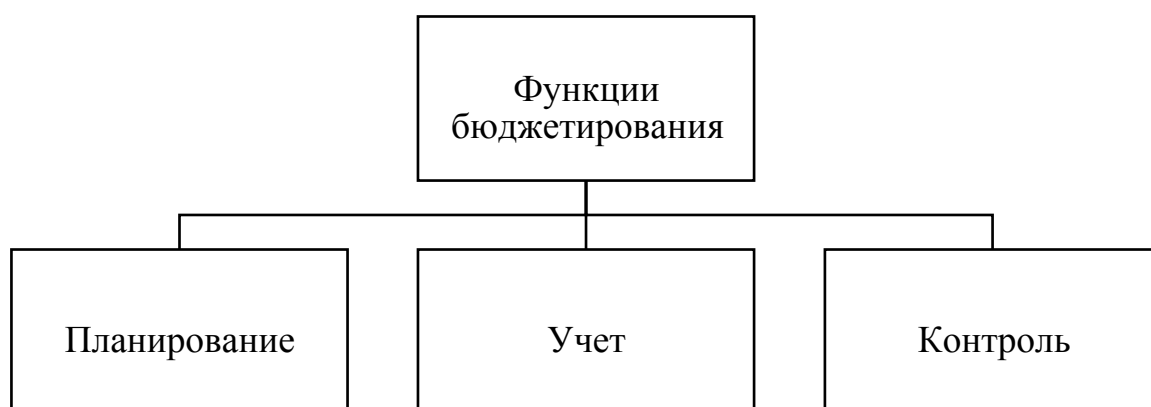 Функции
бюджетирования
Планирование
Учет
Контроль